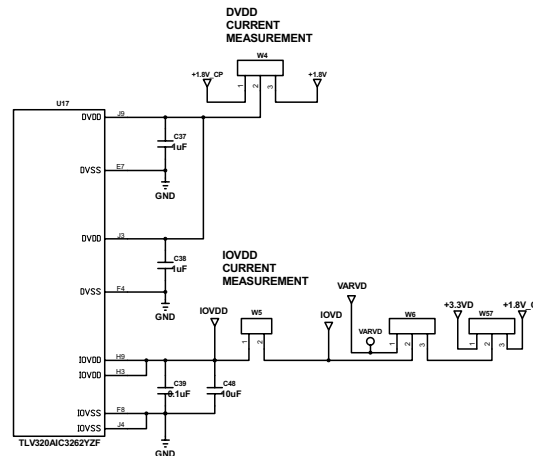 DVDD
CURRENT
MEASUREMENT
W4
+1.8V_CP
+1.8V
1
2
3
U17
DVDD
J9
C37
1uF
DVSS
E7
GND
DVDD
J3
C38
1uF
DVSS
F4
GND
IOVDD
CURRENT
MEASUREMENT
IOVDD
W5
1
2
IOVD
VARVD
VARVD
W6
1
2
3
+3.3VD
W57
1
2
3
IOVDD
H9
IOVDD
H3
C39
0.1uF
C48
10uF
IOVSS
F8
IOVSS
J4
GND
TLV320AIC3262YZF